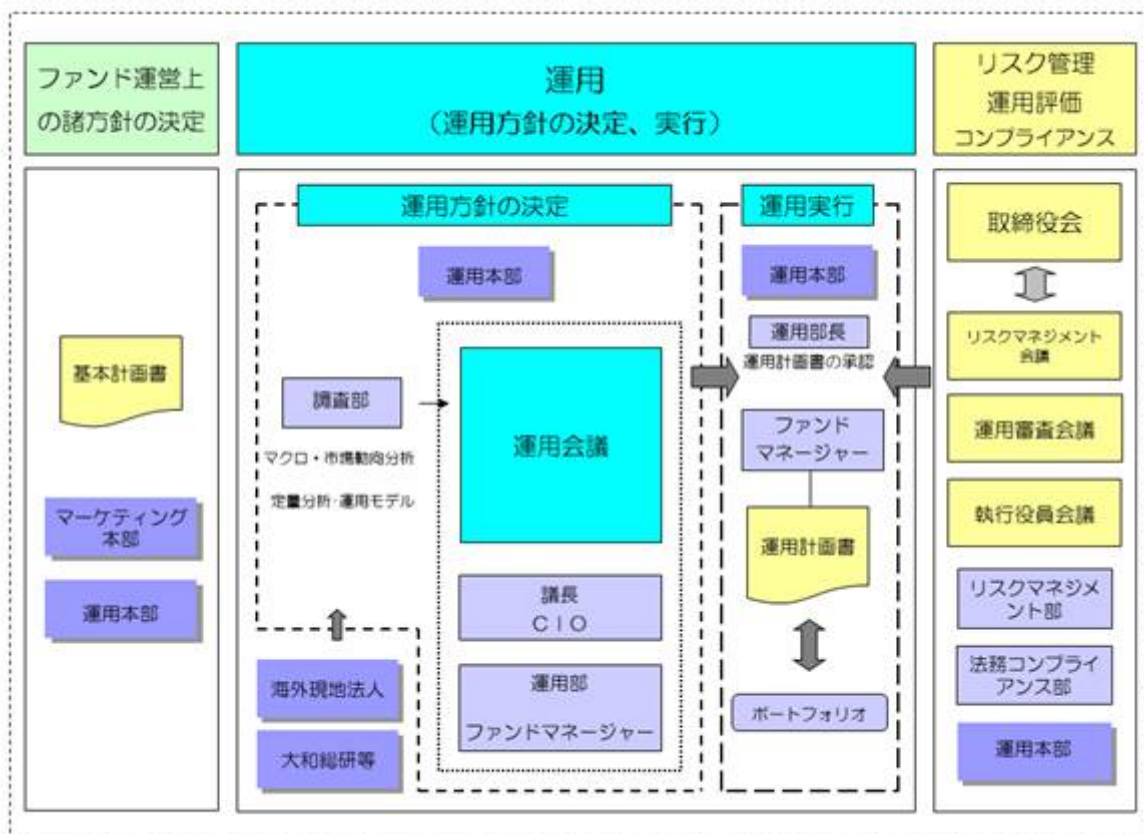 ファンド運営上
の諸方針の決定
運用
（運用方針の決定、実行）
リスク管理
運用評価
コンプライアンス
基本計画書
マーケティング
本部
運用本部
運用方針の決定
運用本部
調査部
マクロ・市場動向分析
定量分析・運用モデル
運用会議
議長
CIO
運用部
ファンドマネージャー
海外現地法人
大和総研等
運用実行
運用本部
運用部長
運用計画書の承認
ファンド
マネージャー
運用計画書
ポートフォリオ
取締役会
リスクマネジメント
会議
運用審査会議
執行役員会議
リスクマネジメ
ント部
法務コンプライ
アンス部
運用本部